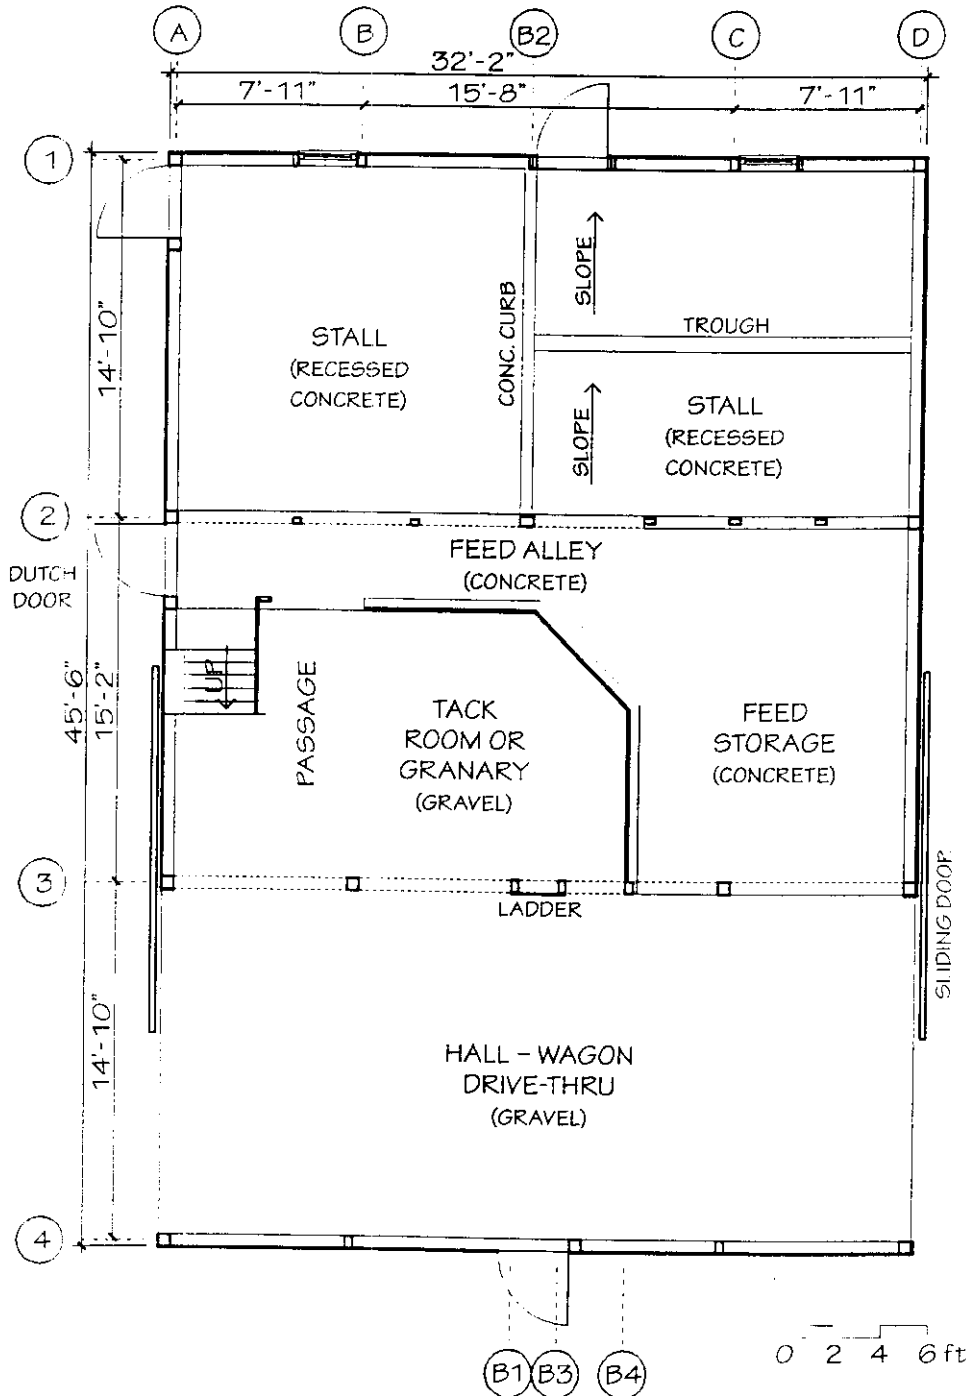 A
B
B2
C
D
32'-2"
7'-11"
15'-8"
7'-11"
1
14'-10"
STALL
(RECESSED
CONCRETE)
CONC. CURB
SLOPE
TROUGH
SLOPE
STALL
(RECESSED
CONCRETE)
2
FEED ALLEY
(CONCRETE)
DUTCH
DOOR
UP
45'-6"
15'-2"
PASSAGE
TACK
ROOM OR
GRANARY
(GRAVEL)
FEED
STORAGE
(CONCRETE)
3
LADDER
SLIDING DOOR
14'-10"
HALL – WAGON
DRIVE-THRU
(GRAVEL)
4
B1
B3
B4
0 2 4 6 ft